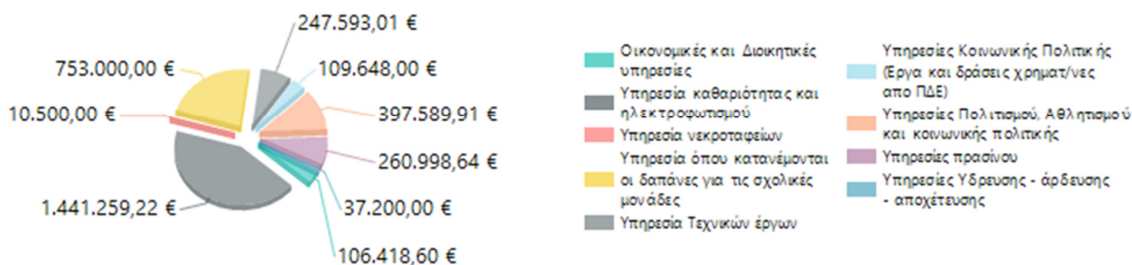 247.593,01 €
753.000,00 €
109.648,00 €
10.500,00 €
397.589,91 €
260.998,64 €
1.441.259,22 €
37.200,00 €
106.418,60 €
Οικονομικές και Διοικητικές
υπηρεσίες
Υπηρεσία καθαριότητας και
ηλεκτροφωτισμού
Υπηρεσία νεκροταφείων
Υπηρεσία όπου κατανέμονται
οι δαπάνες για τις σχολικές
μονάδες
Υπηρεσία Τεχνικών έργων
Υπηρεσίες Κοινωνικής Πολιτικής
(Εργα και δράσεις χρηματ/νες
απο ΠΔΕ)
Υπηρεσίες Πολιτισμού, Αθλητισμού
και κοινωνικής πολιτικής
Υπηρεσίες πρασίνου
Υπηρεσίες Υδρευσης - άρδευσης
- αποχέτευσης